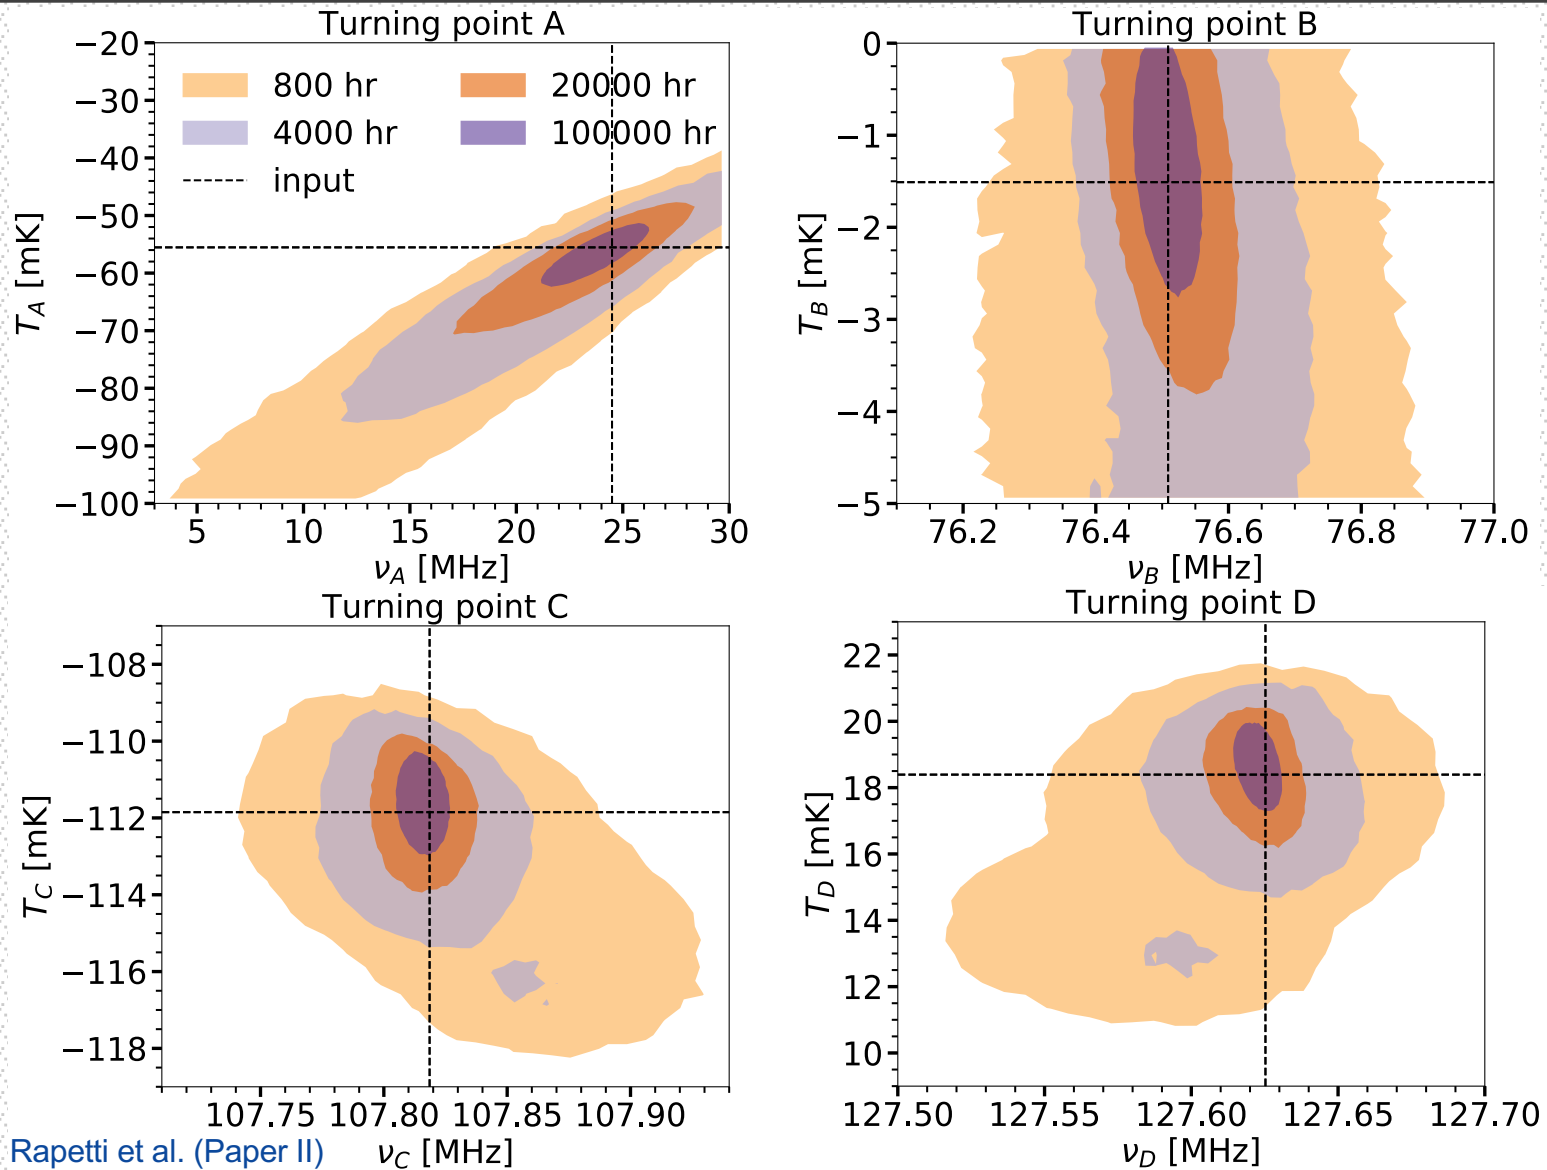 Turning point A
−20
−30
−40
−50
−60
−70
−80
−90
−100
T_A [mK]
800 hr
20000 hr
4000 hr
100000 hr
input
5 10 15 20 25 30
ν_A [MHz]
Turning point B
0
−1
−2
−3
−4
−5
T_B [mK]
76.2 76.4 76.6 76.8 77.0
ν_B [MHz]
Turning point C
−108
−110
−112
−114
−116
−118
T_C [mK]
107.75 107.80 107.85 107.90
ν_C [MHz]
Turning point D
22
20
18
16
14
12
10
T_D [mK]
127.50 127.55 127.60 127.65 127.70
ν_D [MHz]
Rapetti et al. (Paper II)